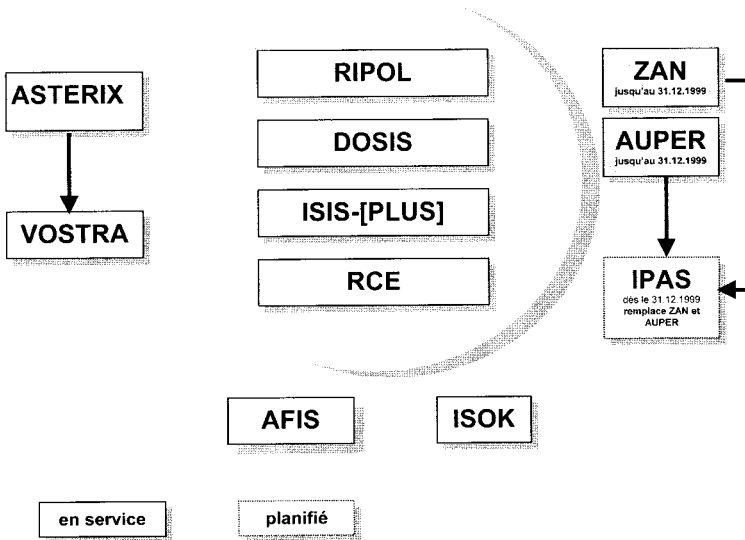 ASTERIX
VOSTRA
RIPOL
DOSIS
ISIS-[PLUS]
RCE
ZAN
jusqu'au 31.12.1999
AUPER
jusqu'au 31.12.1999
IPAS
dès le 31.12.1999
remplace ZAN et
AUPER
AFIS
ISOK
en service
planifié